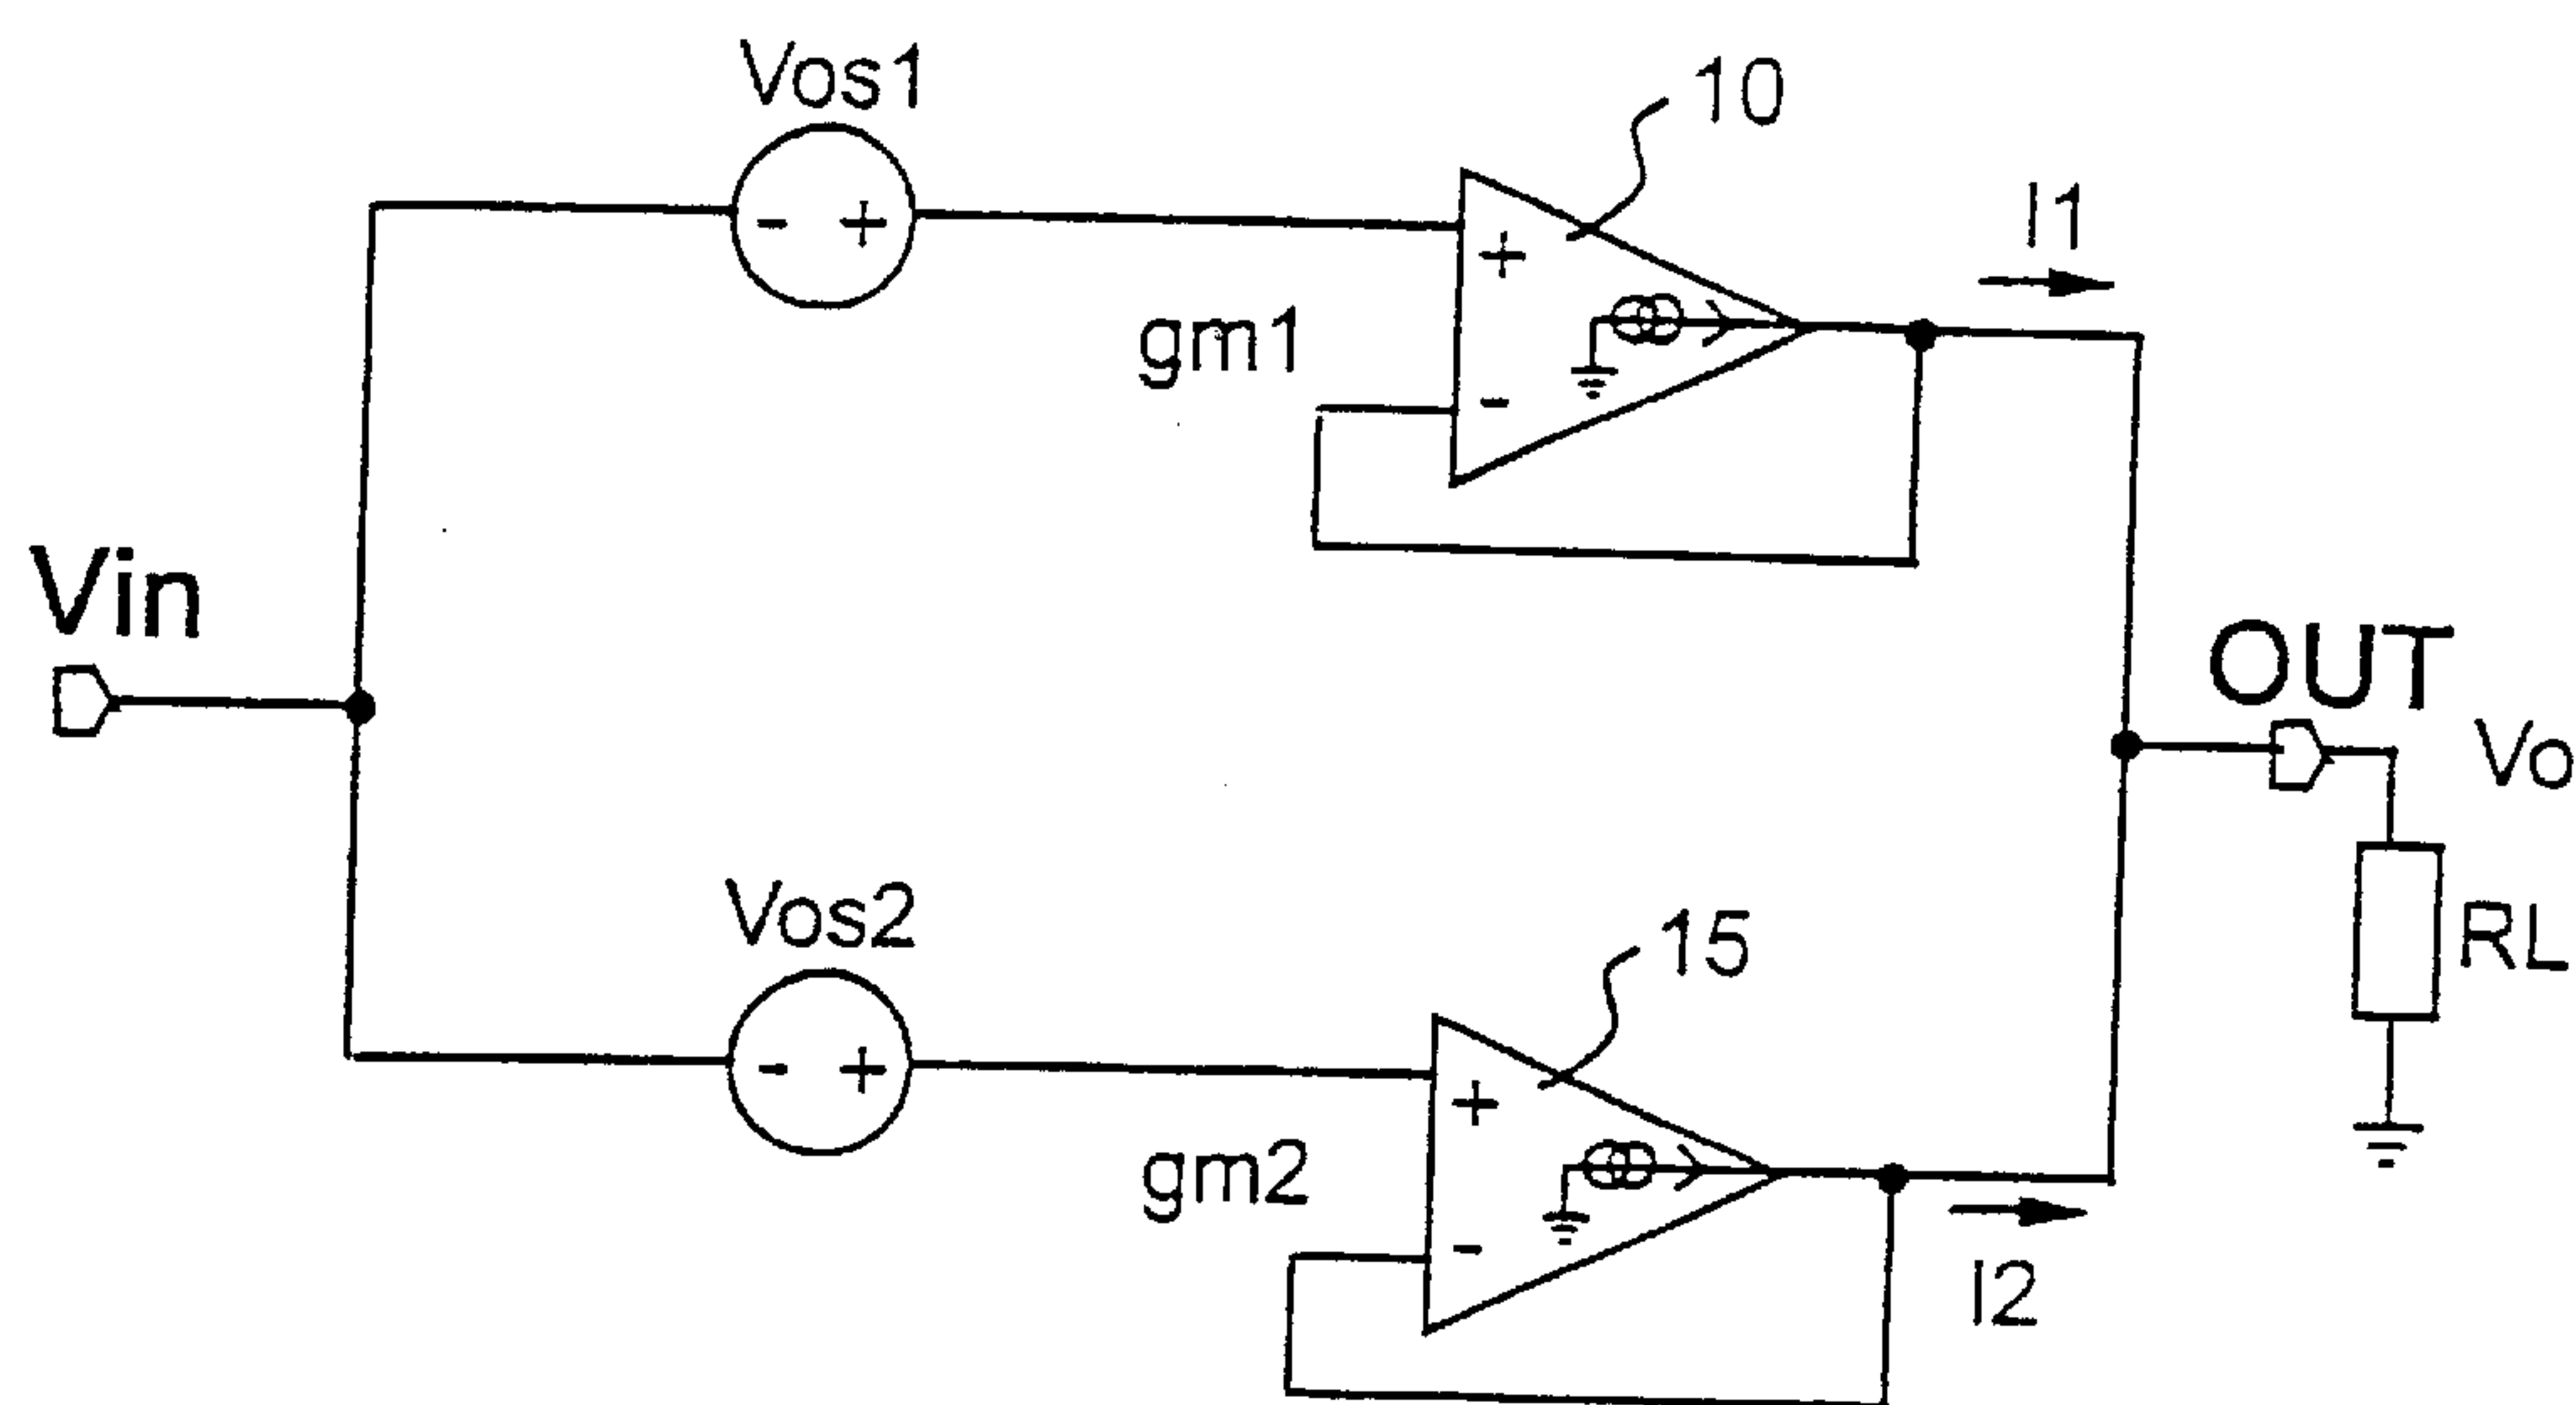 Vos1
10
I1
+
-
- +
gm1
Vin
OUT
Vo
RL
Vos2
15
- +
+
-
gm2
I2